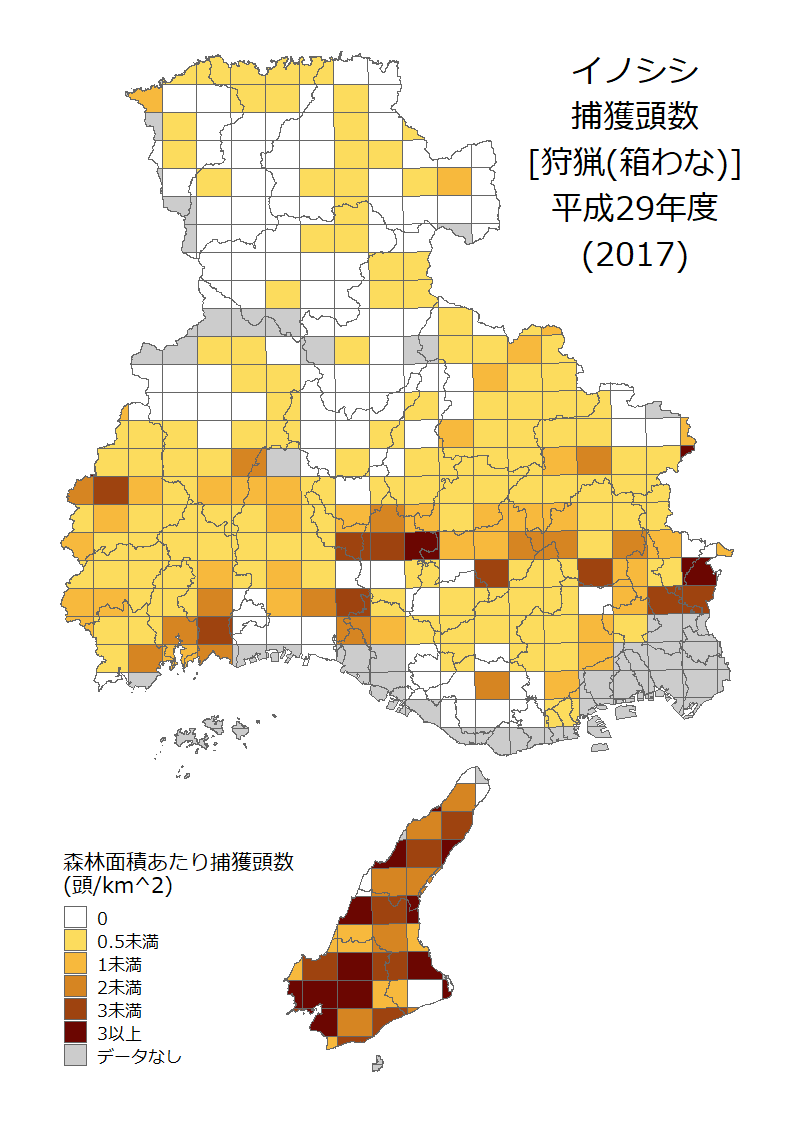 イノシシ
捕獲頭数
[狩猟(箱わな)]
平成29年度
(2017)
森林面積あたり捕獲頭数
(頭/km^2)
0
0.5未満
1未満
2未満
3未満
3以上
データなし